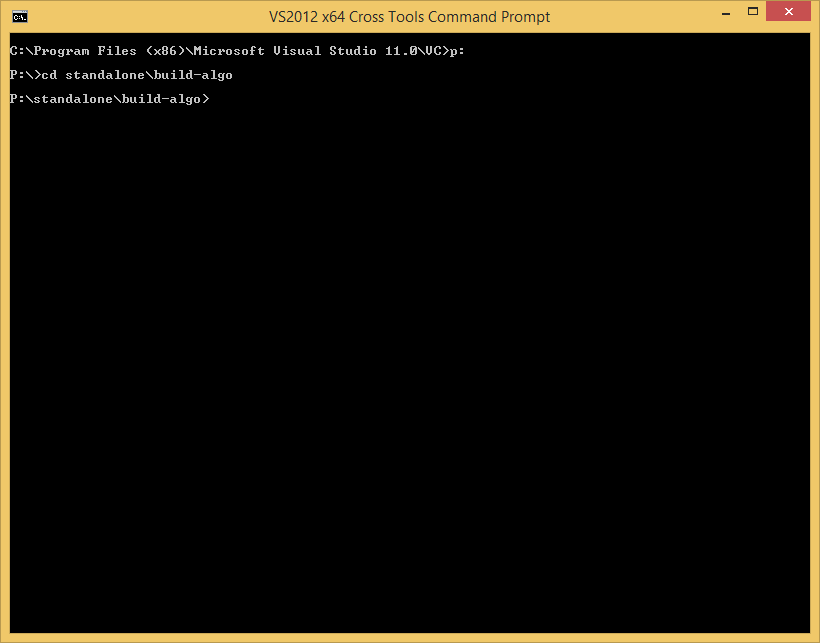 VS2012 x64 Cross Tools Command Prompt
C:\Program Files (x86)\Microsoft Visual Studio 11.0\VC>p:
P:\>cd standalone\build-algo
P:\standalone\build-algo>